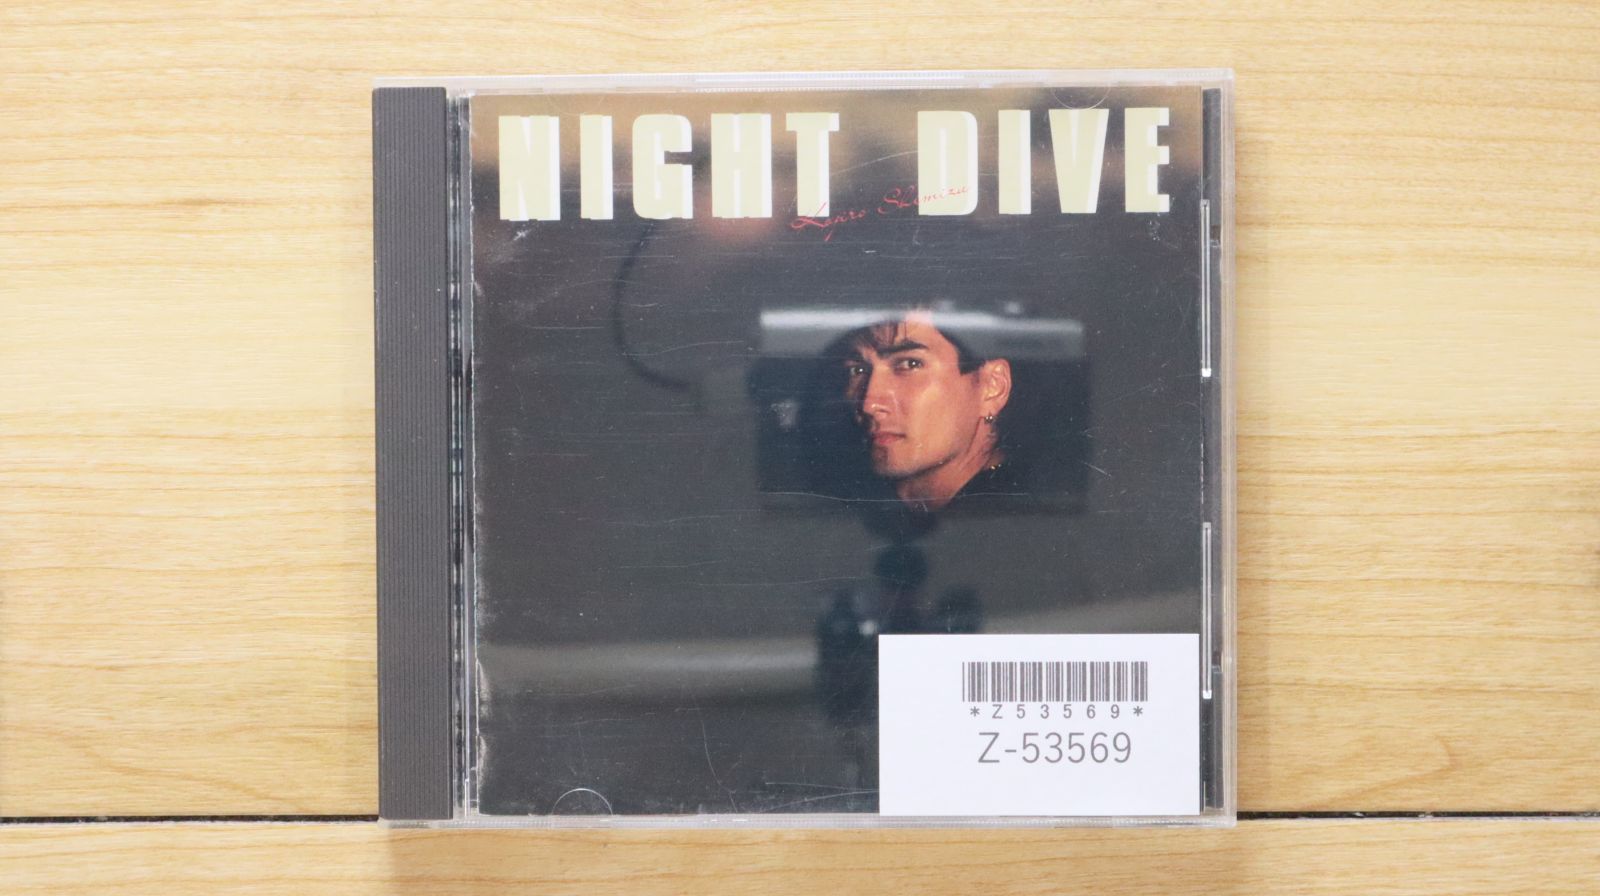 NIGHT DIVE
Kojiro Shimizu
*Z53569*
Z-53569